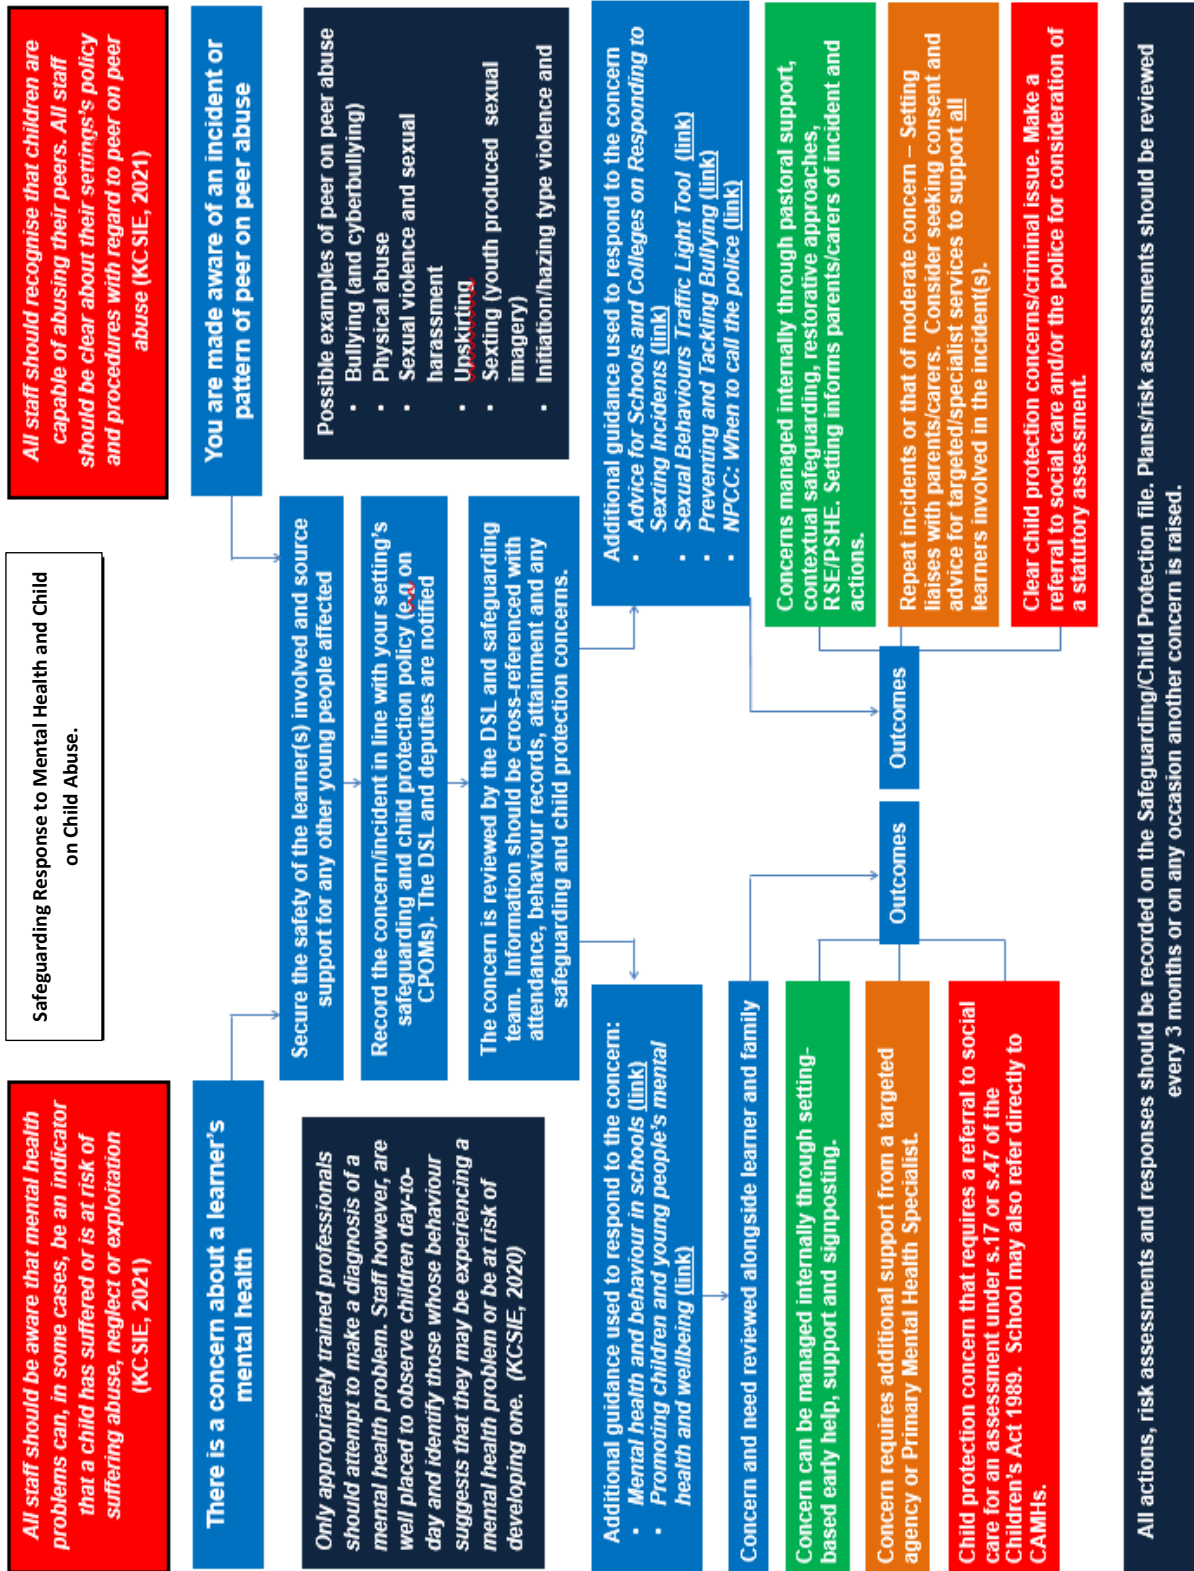 Safeguarding Response to Mental Health and Child
on Child Abuse.
All staff should be aware that mental health
problems can, in some cases, be an indicator
that a child has suffered or is at risk of
suffering abuse, neglect or exploitation
(KCSIE, 2021)
All staff should recognise that children are
capable of abusing their peers. All staff
should be clear about their settings's policy
and procedures with regard to peer on peer
abuse (KCSIE, 2021)
There is a concern about a learner's
mental health
You are made aware of an incident or
pattern of peer on peer abuse
Secure the safety of the learner(s) involved and source
support for any other young people affected
Record the concern/incident in line with your setting's
safeguarding and child protection policy (e.g on
CPOMs). The DSL and deputies are notified
The concern is reviewed by the DSL and safeguarding
team. Information should be cross-referenced with
attendance, behaviour records, attainment and any
safeguarding and child protection concerns.
Only appropriately trained professionals
should attempt to make a diagnosis of a
mental health problem. Staff however, are
well placed to observe children day-to-
day and identify those whose behaviour
suggests that they may be experiencing a
mental health problem or be at risk of
developing one. (KCSIE, 2020)
Possible examples of peer on peer abuse
• Bullying (and cyberbullying)
• Physical abuse
• Sexual violence and sexual
harassment
• Upskirting
• Sexting (youth produced sexual
imagery)
• Initiation/hazing type violence and
Additional guidance used to respond to the concern:
• Mental health and behaviour in schools (link)
• Promoting children and young people's mental
health and wellbeing (link)
Additional guidance used to respond to the concern
• Advice for Schools and Colleges on Responding to
Sexting Incidents (link)
• Sexual Behaviours Traffic Light Tool (link)
• Preventing and Tackling Bullying (link)
• NPCC: When to call the police (link)
Concern and need reviewed alongside learner and family
Outcomes
Outcomes
Concern can be managed internally through setting-
based early help, support and signposting.
Concern requires additional support from a targeted
agency or Primary Mental Health Specialist.
Child protection concern that requires a referral to social
care for an assessment under s.17 or s.47 of the
Children's Act 1989. School may also refer directly to
CAMHs.
Concerns managed internally through pastoral support,
contextual safeguarding, restorative approaches,
RSE/PSHE. Setting informs parents/carers of incident and
actions.
Repeat incidents or that of moderate concern – Setting
liaises with parents/carers. Consider seeking consent and
advice for targeted/specialist services to support all
learners involved in the incident(s).
Clear child protection concerns/criminal issue. Make a
referral to social care and/or the police for consideration of
a statutory assessment.
All actions, risk assessments and responses should be recorded on the Safeguarding/Child Protection file. Plans/risk assessments should be reviewed
every 3 months or on any occasion another concern is raised.